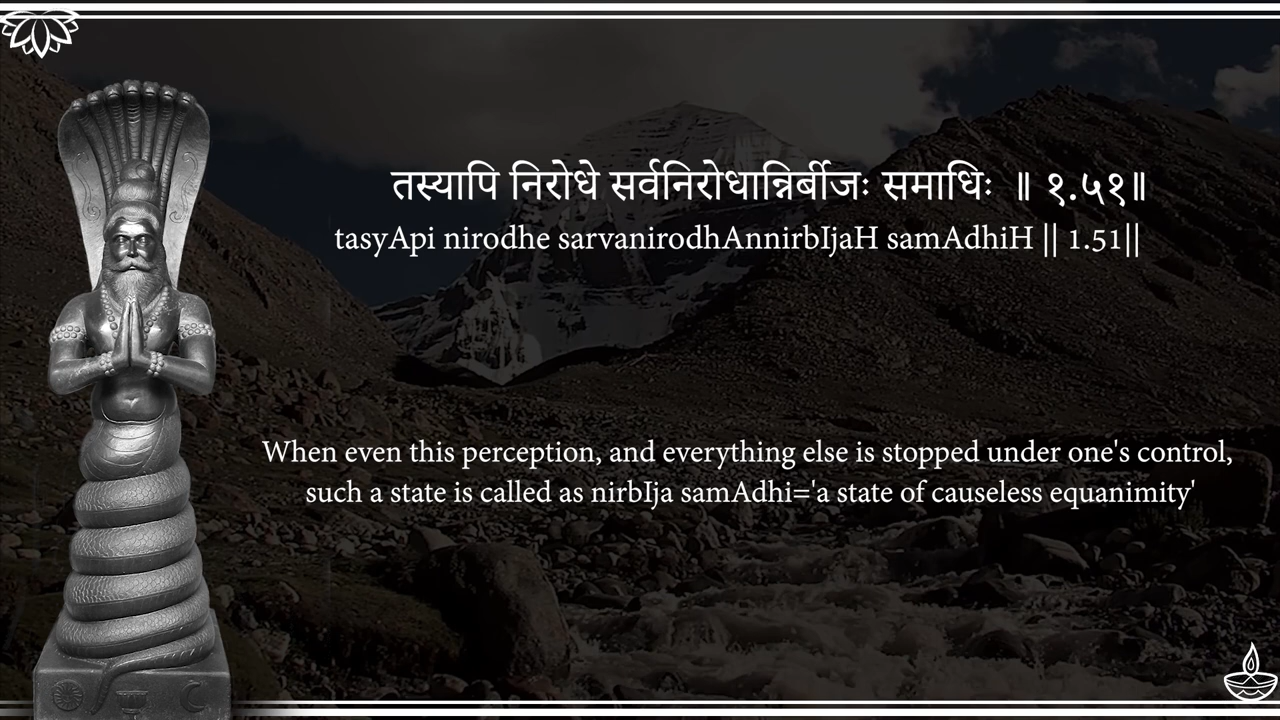 तस्यापि निरोधे सर्वनिरोधान्निर्बीजः समाधिः ॥ १.५१॥
tasyApi nirodhe sarvanirodhAnnirbIjaH samAdhiH || 1.51||
When even this perception, and everything else is stopped under one's control,
such a state is called as nirbIja samAdhi='a state of causeless equanimity'